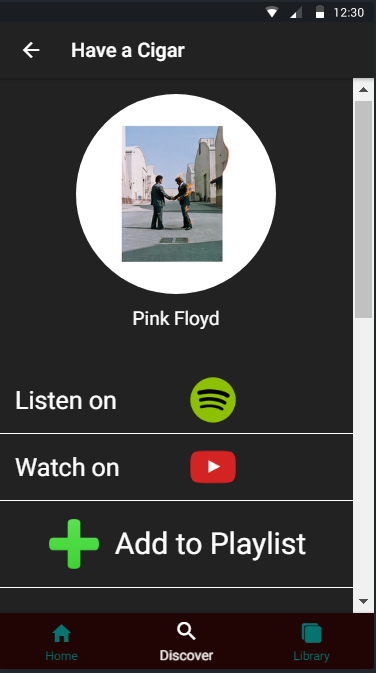 12:30
Have a Cigar
Pink Floyd
Listen on
Watch on
Add to Playlist
Home
Discover
Library